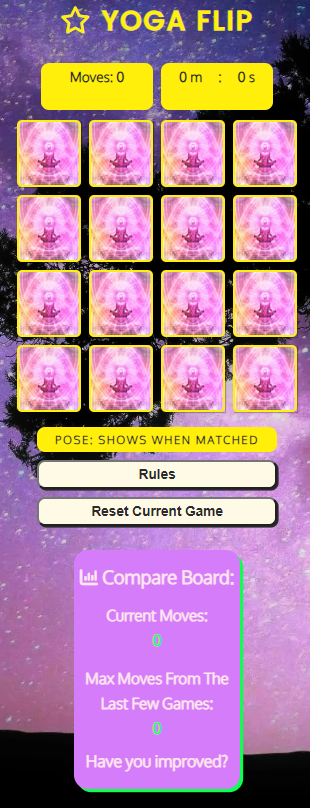 YOGA FLIP
Moves: 0
0 m : 0 s
POSE: SHOWS WHEN MATCHED
Rules
Reset Current Game
Compare Board:
Current Moves:
0
Max Moves From The
Last Few Games:
0
Have you improved?